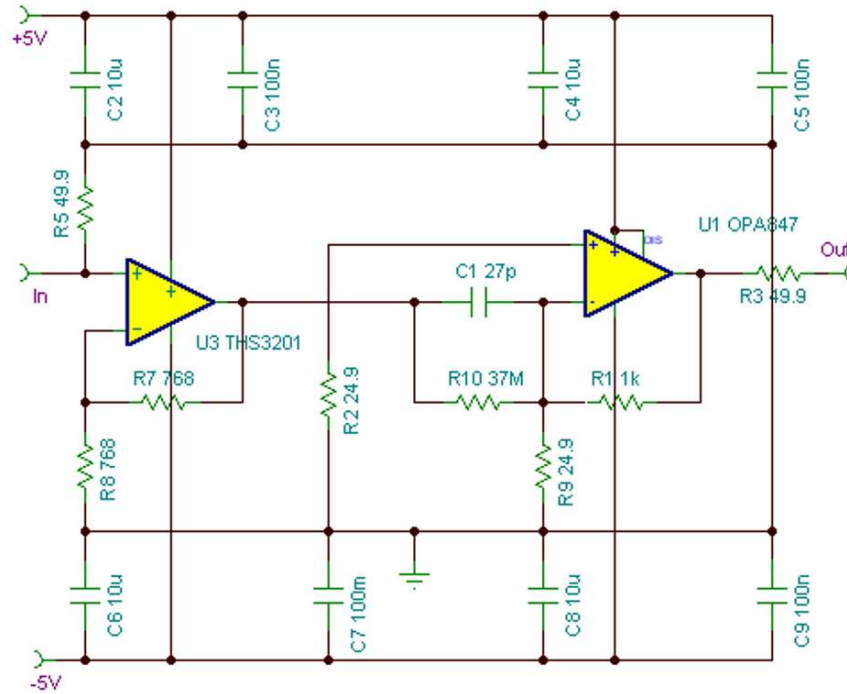 +5V
C2 10u
C3 100n
C4 10u
C5 100n
R5 49.9
U1 OPA847
DIS
+
+
+
+
C1 27p
Out
In
-
-
R3 49.9
U3 THS3201
R7 768
R10 37M
R1 1k
R2 24.9
R8 768
R9 24.9
C6 10u
C7 100m
C8 10u
C9 100n
-5V